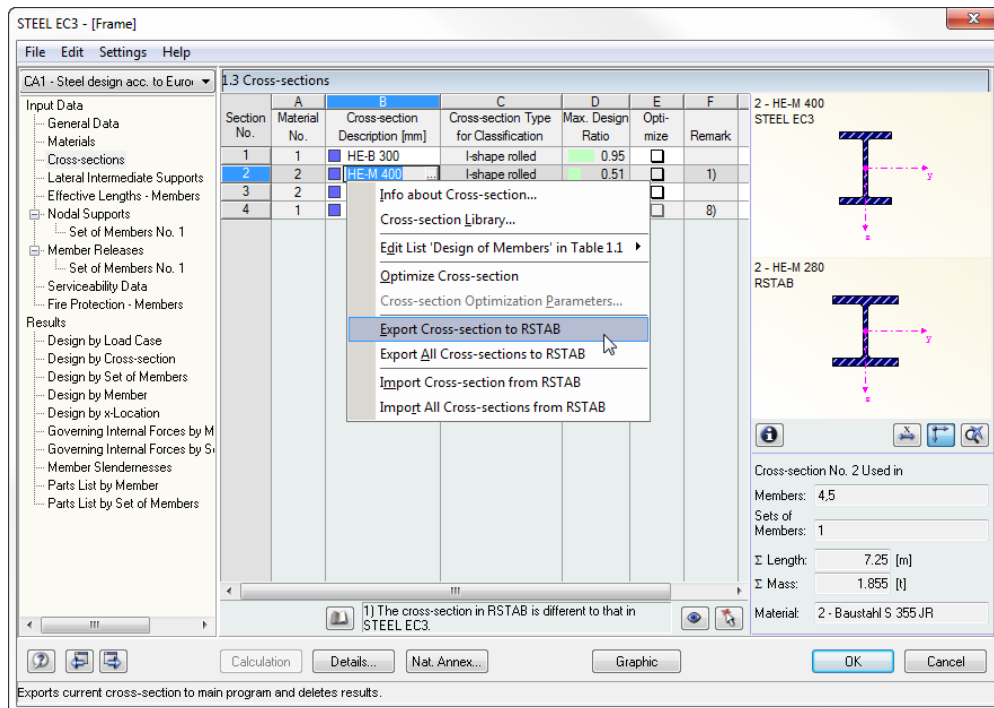 STEEL EC3 - [Frame]
File Edit Settings Help
CA1 - Steel design acc. to Euro
Input Data
General Data
Materials
Cross-sections
Lateral Intermediate Supports
Effective Lengths - Members
Nodal Supports
Set of Members No. 1
Member Releases
Set of Members No. 1
Serviceability Data
Fire Protection - Members
Results
Design by Load Case
Design by Cross-section
Design by Set of Members
Design by Member
Design by x-Location
Governing Internal Forces by M
Governing Internal Forces by S
Member Slendernesses
Parts List by Member
Parts List by Set of Members
1.3 Cross-sections
A B C D E F
Section Material Cross-section Cross-section Type Max. Design Opti-
No. No. Description [mm] for Classification Ratio mize Remark
1 1 HE-B 300 I-shape rolled 0.95
2 2 HE-M 400 ... I-shape rolled 0.51 1)
3 2
4 1 8)
Info about Cross-section...
Cross-section Library...
Edit List 'Design of Members' in Table 1.1
Optimize Cross-section
Cross-section Optimization Parameters...
Export Cross-section to RSTAB
Export All Cross-sections to RSTAB
Import Cross-section from RSTAB
Import All Cross-sections from RSTAB
1) The cross-section in RSTAB is different to that in
STEEL EC3.
2 - HE-M 400
STEEL EC3
y
z
2 - HE-M 280
RSTAB
y
z
Cross-section No. 2 Used in
Members: 4,5
Sets of
Members: 1
Σ Length: 7.25 [m]
Σ Mass: 1.855 [t]
Material: 2 - Baustahl S 355 JR
Calculation Details... Nat. Annex... Graphic OK Cancel
Exports current cross-section to main program and deletes results.